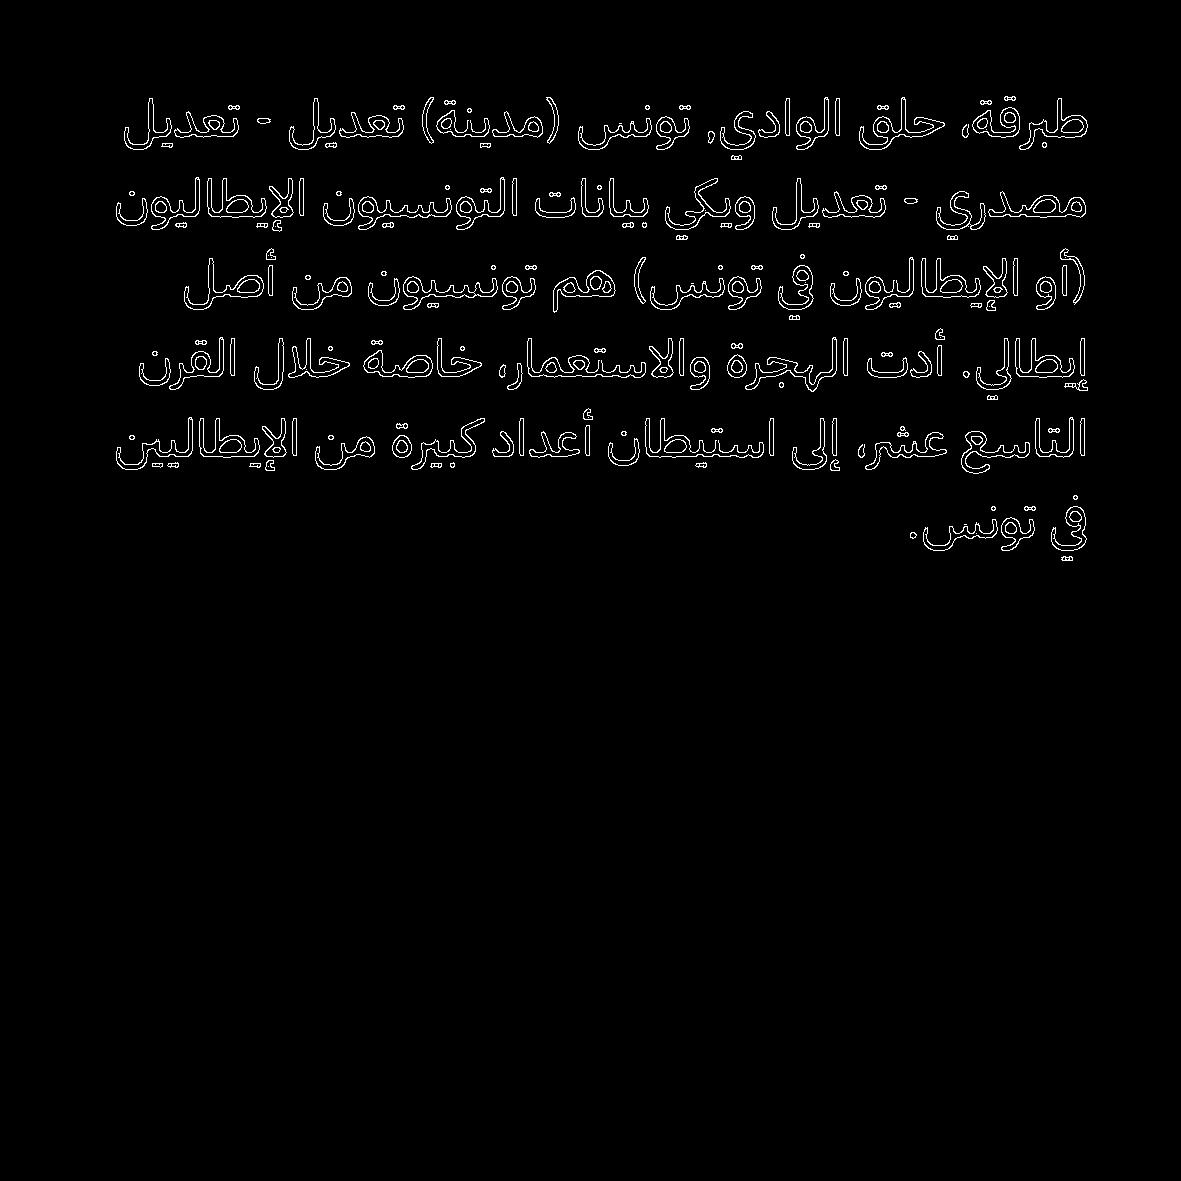 طبرقة، حلق الوادي, تونس (مدينة) تعديل - تعديل
مصدري - تعديل ويكي بيانات التونسيون الإيطاليون
(أو الإيطاليون في تونس) هم تونسيون من أصل
إيطالي. أدت الهجرة والاستعمار، خاصة خلال القرن
التاسع عشر، إلى استيطان أعداد كبيرة من الإيطاليين
في تونس.